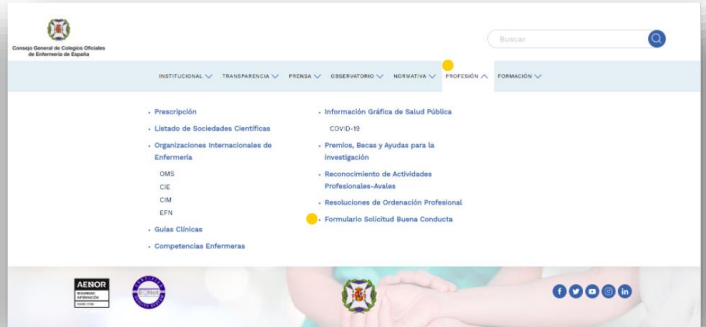 Consejo General de Colegios Oficiales
de Enfermería de España
Buscar
INSTITUCIONAL TRANSPARENCIA PRENSA OBSERVATORIO NORMATIVA PROFESIÓN FORMACIÓN
Prescripción
Listado de Sociedades Científicas
Organizaciones Internacionales de
Enfermería
OMS
CIE
CIM
EFN
Guías Clínicas
Competencias Enfermeras
Información Gráfica de Salud Pública
COVID-19
Premios, Becas y Ayudas para la
investigación
Reconocimiento de Actividades
Profesionales-Avales
Resoluciones de Ordenación Profesional
Formulario Solicitud Buena Conducta
AENOR